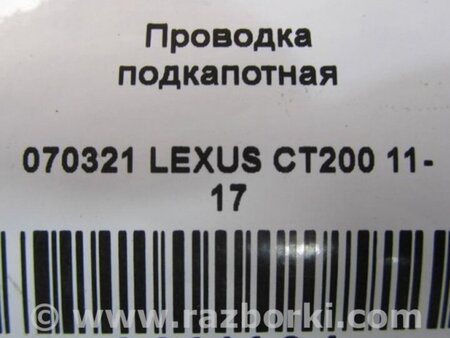 Проводка
подкапотная
070321 LEXUS CT200 11-
17
www.razborki.com